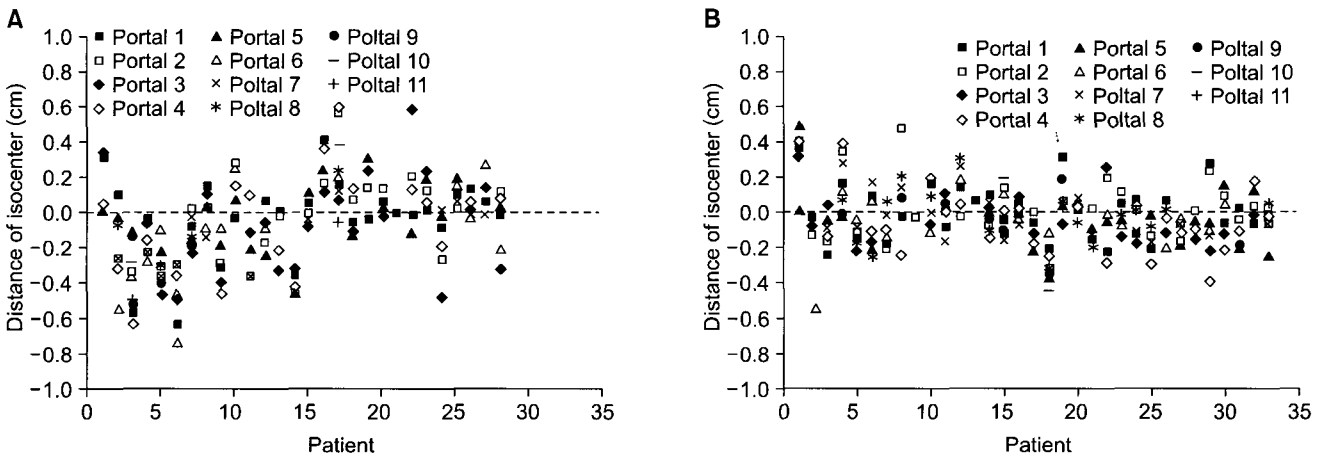 A
Portal 1 Portal 5 Poltal 9
Portal 2 Portal 6 Poltal 10
Portal 3 Poltal 7 Poltal 11
Portal 4 Poltal 8
Distance of isocenter (cm)
1.0
0.8
0.6
0.4
0.2
0.0
−0.2
−0.4
−0.6
−0.8
−1.0
0 5 10 15 20 25 30 35
Patient
B
Portal 1 Portal 5 Poltal 9
Portal 2 Portal 6 Poltal 10
Portal 3 Poltal 7 Poltal 11
Portal 4 Poltal 8
Distance of isocenter (cm)
1.0
0.8
0.6
0.4
0.2
0.0
−0.2
−0.4
−0.6
−0.8
−1.0
0 5 10 15 20 25 30 35
Patient